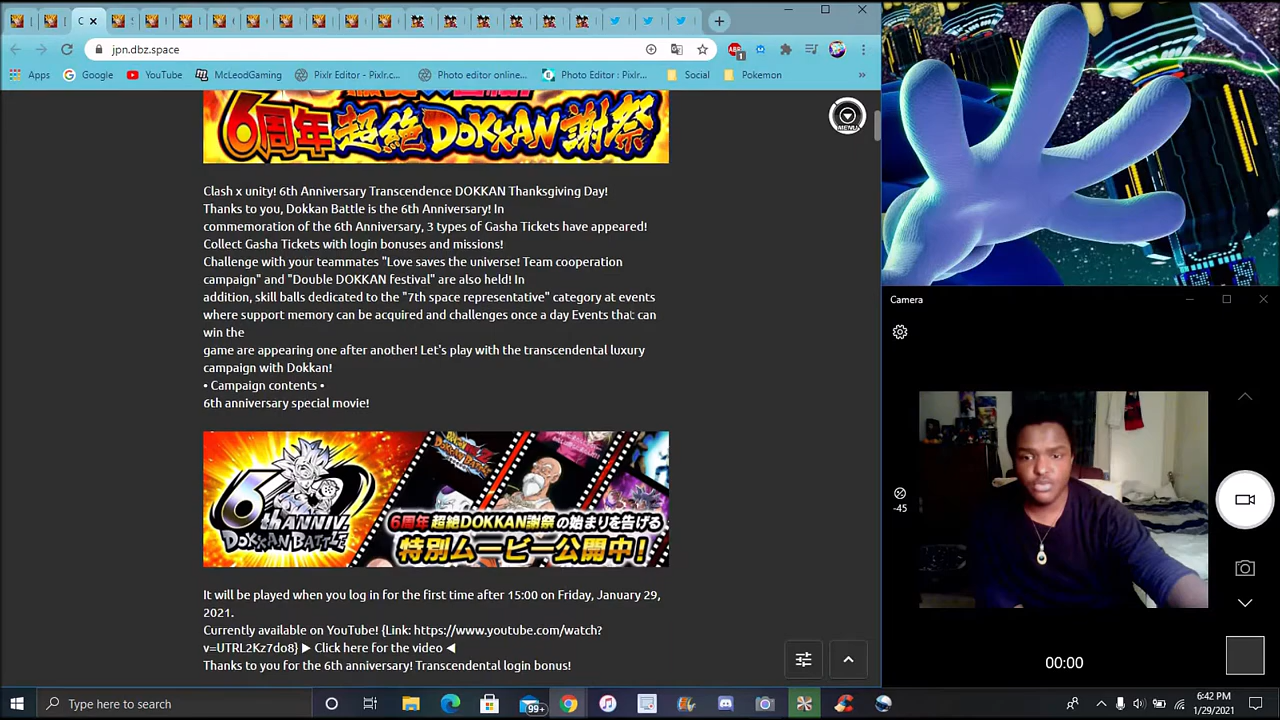 jpn.dbz.space
Apps
Google
YouTube
McLeodGaming
Pixlr Editor - Pixlr.c...
Photo editor online...
Photo Editor : Pixlr...
Social
Pokemon
»
6周年 超絶DOKKAN謝祭
MENU
Clash x unity! 6th Anniversary Transcendence DOKKAN Thanksgiving Day!
Thanks to you, Dokkan Battle is the 6th Anniversary! In
commemoration of the 6th Anniversary, 3 types of Gasha Tickets have appeared!
Collect Gasha Tickets with login bonuses and missions!
Challenge with your teammates "Love saves the universe! Team cooperation
campaign" and "Double DOKKAN festival" are also held! In
addition, skill balls dedicated to the "7th space representative" category at events
where support memory can be acquired and challenges once a day Events that can
win the
game are appearing one after another! Let's play with the transcendental luxury
campaign with Dokkan!
• Campaign contents •
6th anniversary special movie!
6th ANNIV.
DOKKAN BATTLE
6周年 超絶DOKKAN謝祭の始まりを告げる
特別ムービー公開中!
It will be played when you log in for the first time after 15:00 on Friday, January 29,
2021.
Currently available on YouTube! {Link: https://www.youtube.com/watch?
v=UTRL2Kz7do8} ▶ Click here for the video ◀
Thanks to you for the 6th anniversary! Transcendental login bonus!
Camera
-45
00:00
Type here to search
99+
6:42 PM
1/29/2021